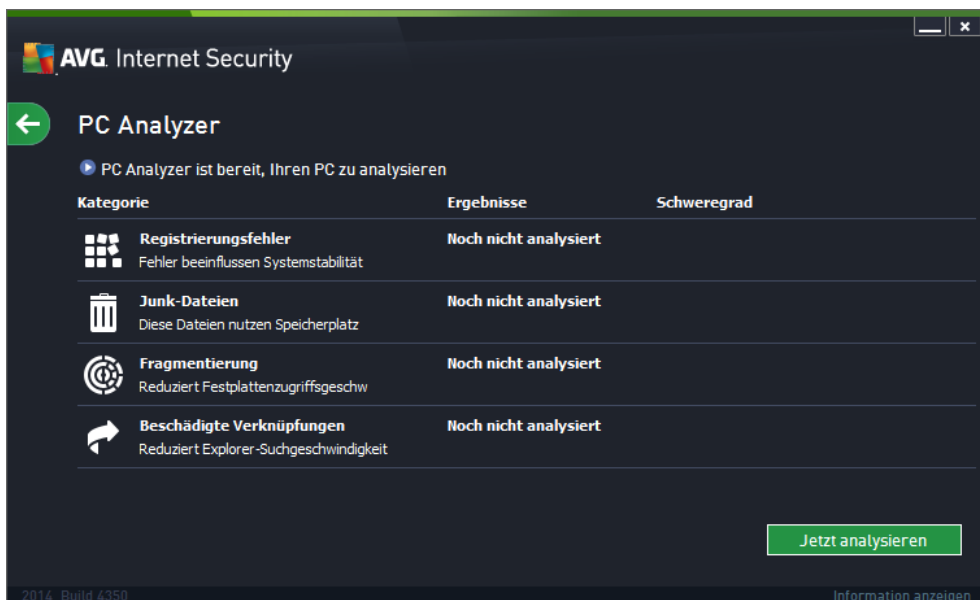 AVG. Internet Security
PC Analyzer
PC Analyzer ist bereit, Ihren PC zu analysieren
Kategorie Ergebnisse Schweregrad
Registrierungsfehler Noch nicht analysiert
Fehler beeinflussen Systemstabilität
Junk-Dateien Noch nicht analysiert
Diese Dateien nutzen Speicherplatz
Fragmentierung Noch nicht analysiert
Reduziert Festplattenzugriffsgeschw
Beschädigte Verknüpfungen Noch nicht analysiert
Reduziert Explorer-Suchgeschwindigkeit
Jetzt analysieren
2014 Build 4350 Information anzeigen